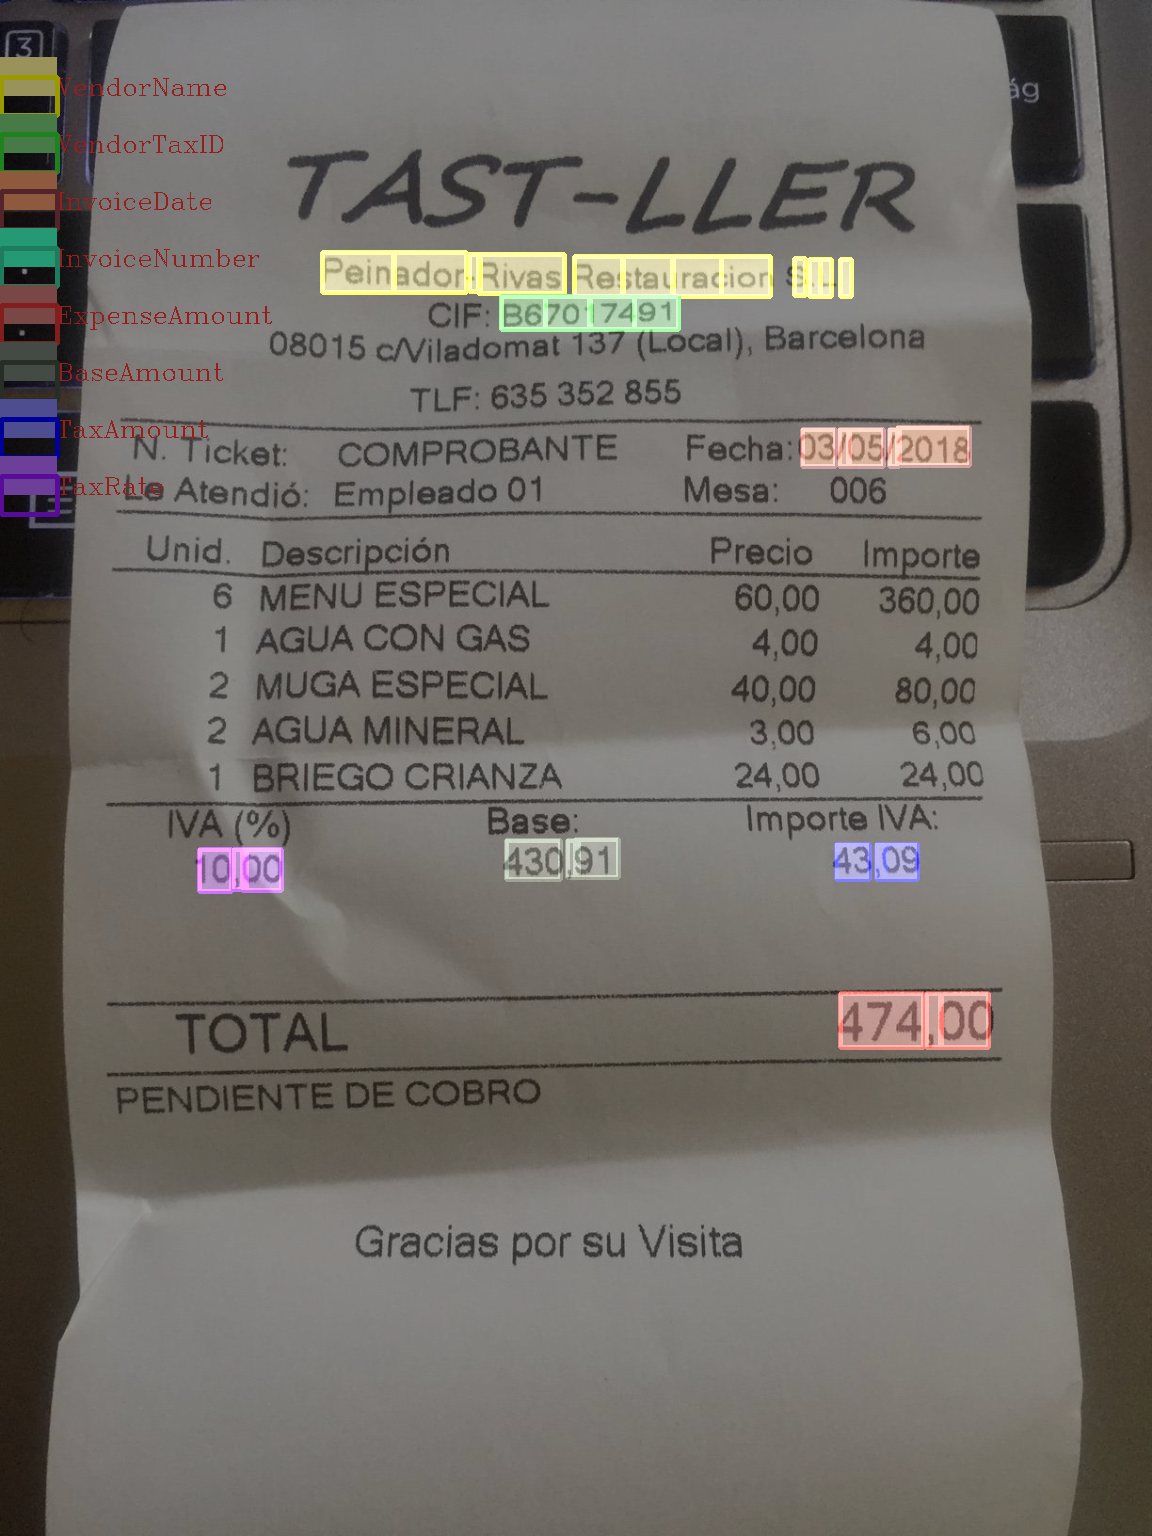 3
ág
VendorName
VendorTaxID
InvoiceDate
InvoiceNumber
ExpenseAmount
BaseAmount
TaxAmount
TaxRate
TAST-LLER
Peinador-Rivas Restauracion S.L.
CIF: B67017491
08015 c/Viladomat 137 (Local), Barcelona
TLF: 635 352 855
N. Ticket: COMPROBANTE Fecha: 03/05/2018
Le Atendió: Empleado 01 Mesa: 006
Unid. Descripción Precio Importe
6 MENU ESPECIAL 60,00 360,00
1 AGUA CON GAS 4,00 4,00
2 MUGA ESPECIAL 40,00 80,00
2 AGUA MINERAL 3,00 6,00
1 BRIEGO CRIANZA 24,00 24,00
IVA (%) Base: Importe IVA:
10,00 430,91 43,09
TOTAL 474,00
PENDIENTE DE COBRO
Gracias por su Visita